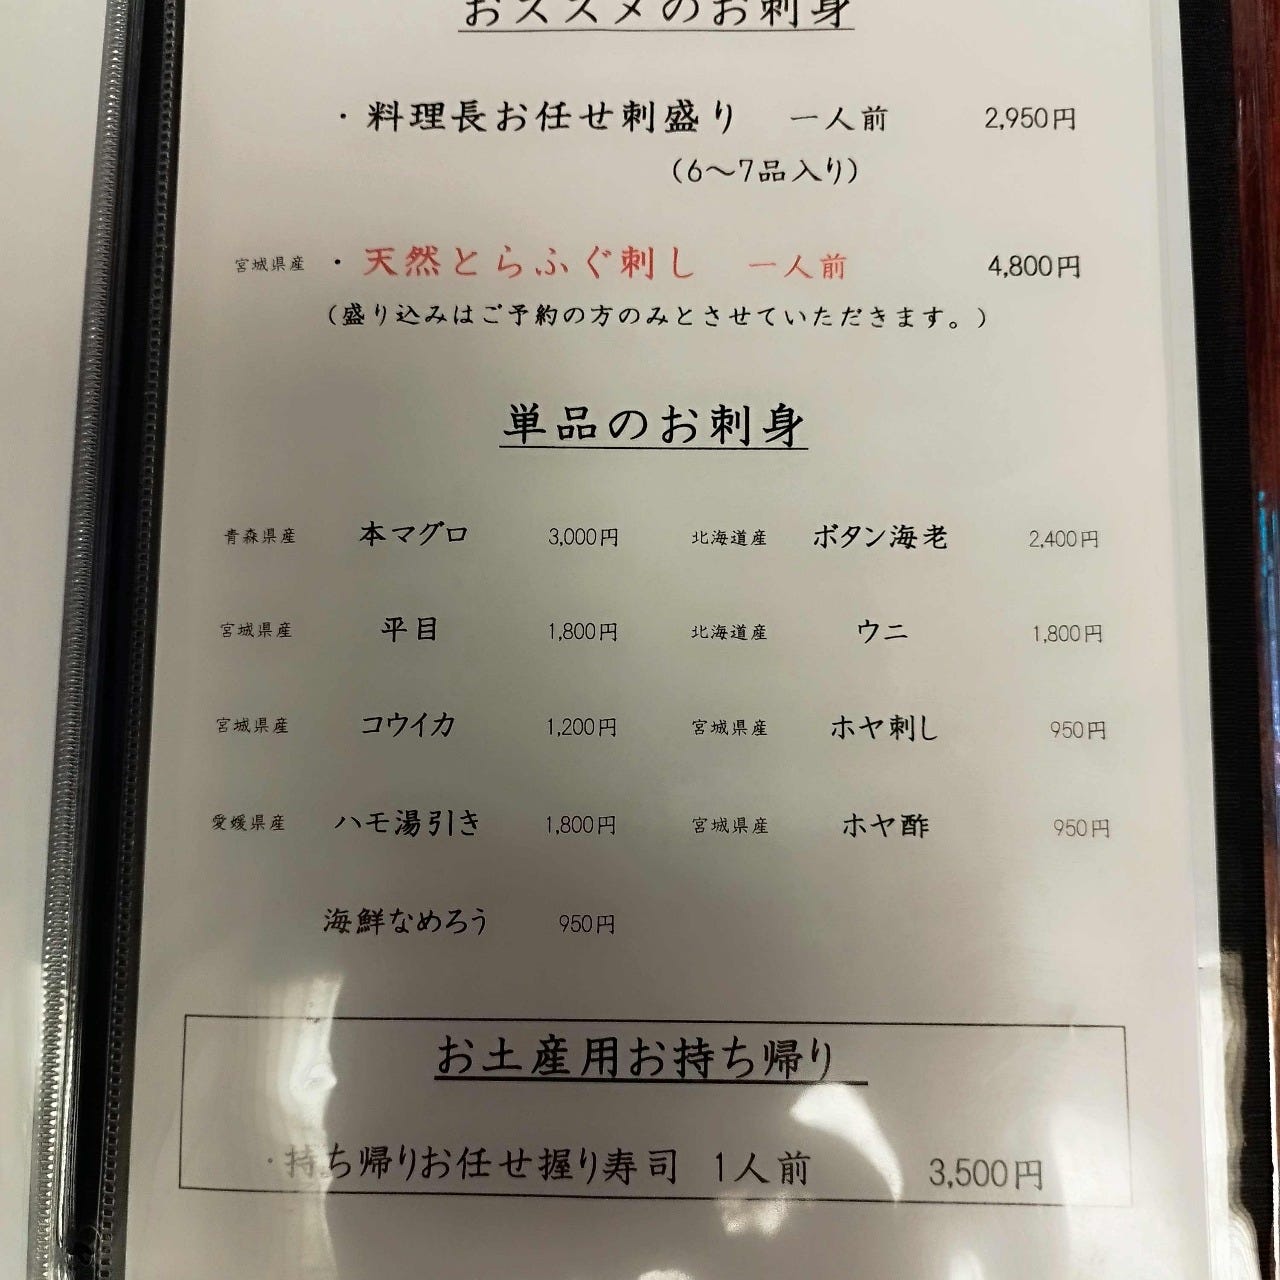 おススメのお刺身
・料理長お任せ刺盛り 一人前 2,950円
(6～7品入り)
宮城県産 ・天然とらふぐ刺し 一人前 4,800円
(盛り込みはご予約の方のみとさせていただきます。)
単品のお刺身
青森県産 本マグロ 3,000円 北海道産 ボタン海老 2,400円
宮城県産 平目 1,800円 北海道産 ウニ 1,800円
宮城県産 コウイカ 1,200円 宮城県産 ホヤ刺し 950円
愛媛県産 ハモ湯引き 1,800円 宮城県産 ホヤ酢 950円
海鮮なめろう 950円
お土産用お持ち帰り
・持ち帰りお任せ握り寿司 1人前 3,500円